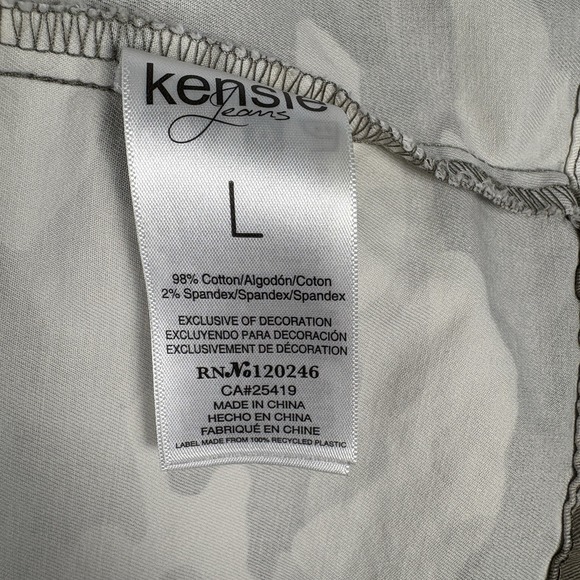 kensie
Jeans
L
98% Cotton/Algodón/Coton
2% Spandex/Spandex/Spandex
EXCLUSIVE OF DECORATION
EXCLUYENDO PARA DECORACIÓN
EXCLUSIVEMENT DE DÉCORATION
RN№120246
CA#25419
MADE IN CHINA
HECHO EN CHINA
FABRIQUÉ EN CHINE
LABEL MADE FROM 100% RECYCLED PLASTIC